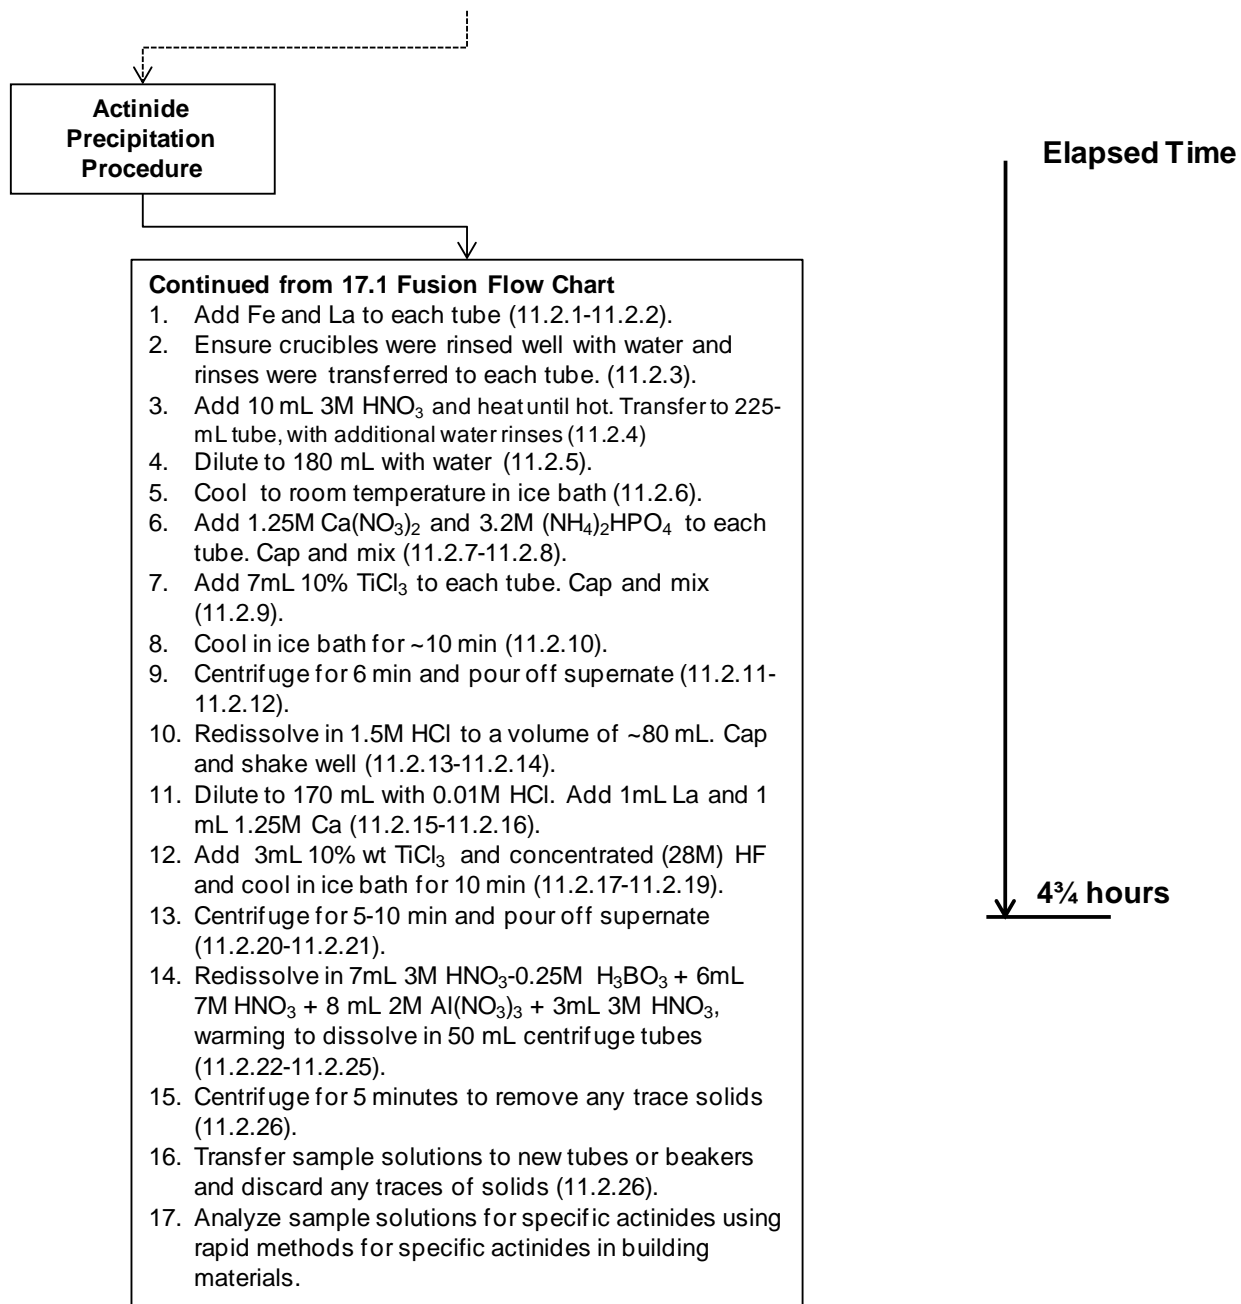 Actinide
Precipitation
Procedure
Elapsed Time
Continued from 17.1 Fusion Flow Chart
1. Add Fe and La to each tube (11.2.1-11.2.2).
2. Ensure crucibles were rinsed well with water and
rinses were transferred to each tube. (11.2.3).
3. Add 10 mL 3M HNO₃ and heat until hot. Transfer to 225-
mL tube, with additional water rinses (11.2.4)
4. Dilute to 180 mL with water (11.2.5).
5. Cool to room temperature in ice bath (11.2.6).
6. Add 1.25M Ca(NO₃)₂ and 3.2M (NH₄)₂HPO₄ to each
tube. Cap and mix (11.2.7-11.2.8).
7. Add 7mL 10% TiCl₃ to each tube. Cap and mix
(11.2.9).
8. Cool in ice bath for ~10 min (11.2.10).
9. Centrifuge for 6 min and pour off supernate (11.2.11-
11.2.12).
10. Redissolve in 1.5M HCl to a volume of ~80 mL. Cap
and shake well (11.2.13-11.2.14).
11. Dilute to 170 mL with 0.01M HCl. Add 1mL La and 1
mL 1.25M Ca (11.2.15-11.2.16).
12. Add 3mL 10% wt TiCl₃ and concentrated (28M) HF
and cool in ice bath for 10 min (11.2.17-11.2.19).
4¾ hours
13. Centrifuge for 5-10 min and pour off supernate
(11.2.20-11.2.21).
14. Redissolve in 7mL 3M HNO₃-0.25M H₃BO₃ + 6mL
7M HNO₃ + 8 mL 2M Al(NO₃)₃ + 3mL 3M HNO₃,
warming to dissolve in 50 mL centrifuge tubes
(11.2.22-11.2.25).
15. Centrifuge for 5 minutes to remove any trace solids
(11.2.26).
16. Transfer sample solutions to new tubes or beakers
and discard any traces of solids (11.2.26).
17. Analyze sample solutions for specific actinides using
rapid methods for specific actinides in building
materials.